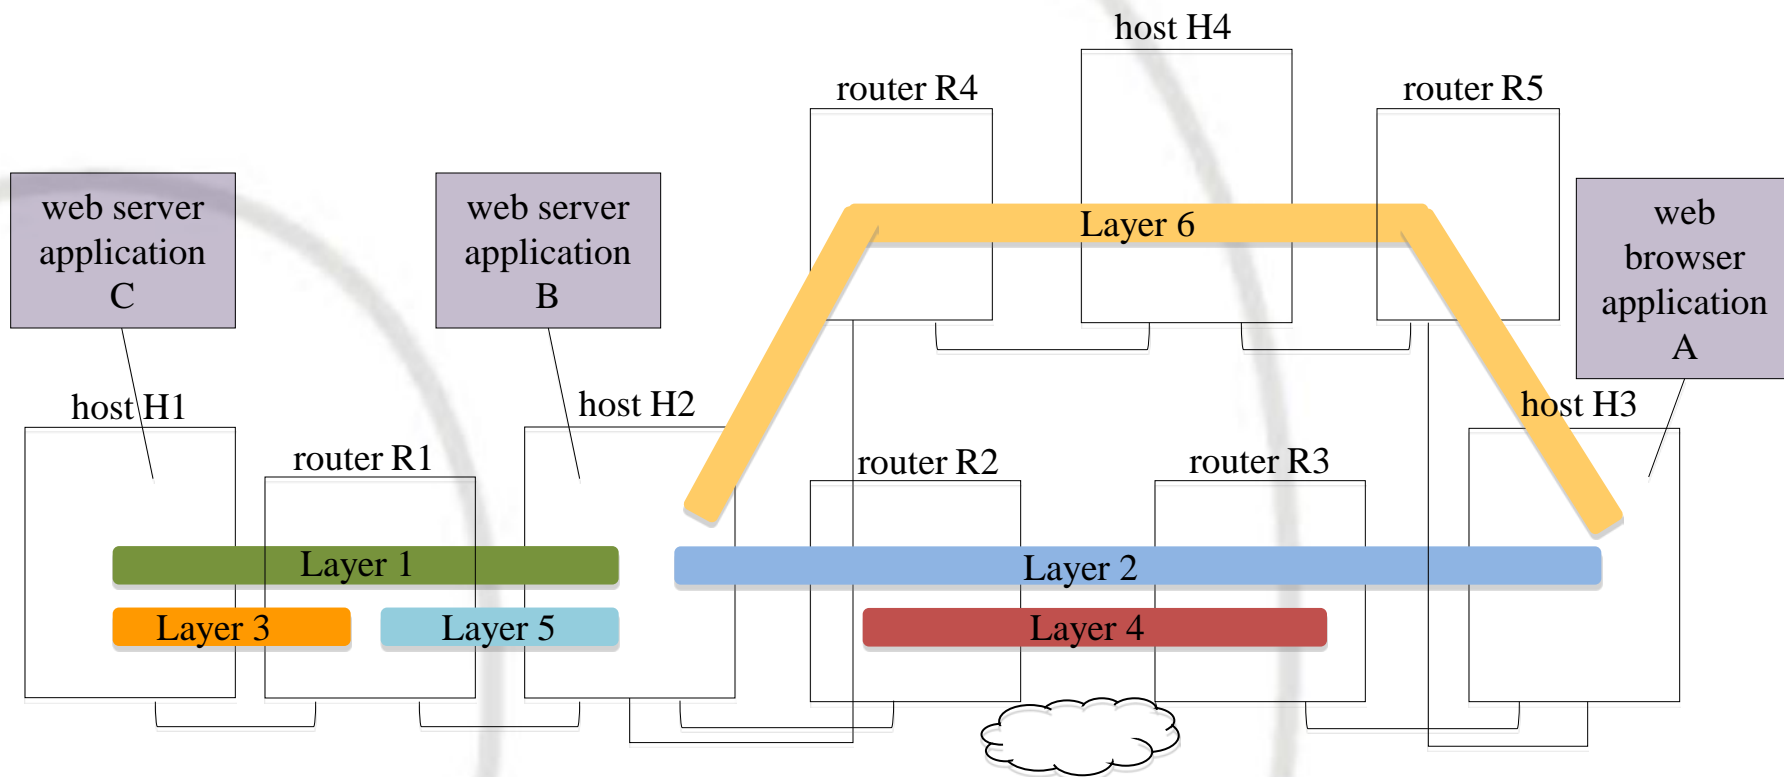 host H4
router R4
router R5
web server
application
C
web server
application
B
web
browser
application
A
Layer 6
host H1
host H2
host H3
router R1
router R2
router R3
Layer 1
Layer 2
Layer 3
Layer 5
Layer 4